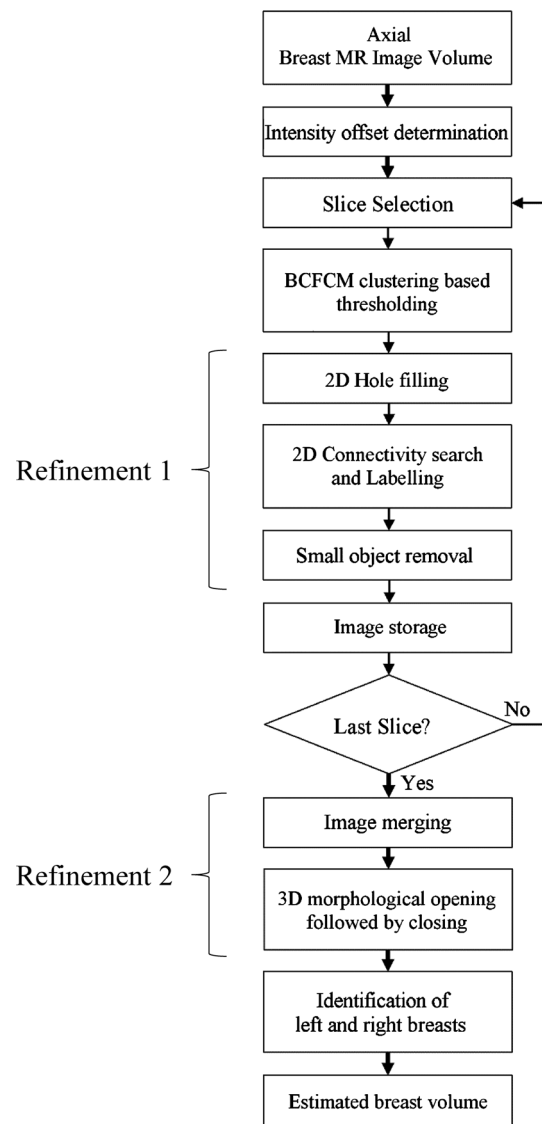 Axial
Breast MR Image Volume
Intensity offset determination
Slice Selection
BCFCM clustering based
thresholding
2D Hole filling
Refinement 1
2D Connectivity search
and Labelling
Small object removal
Image storage
Last Slice?
No
Yes
Image merging
Refinement 2
3D morphological opening
followed by closing
Identification of
left and right breasts
Estimated breast volume